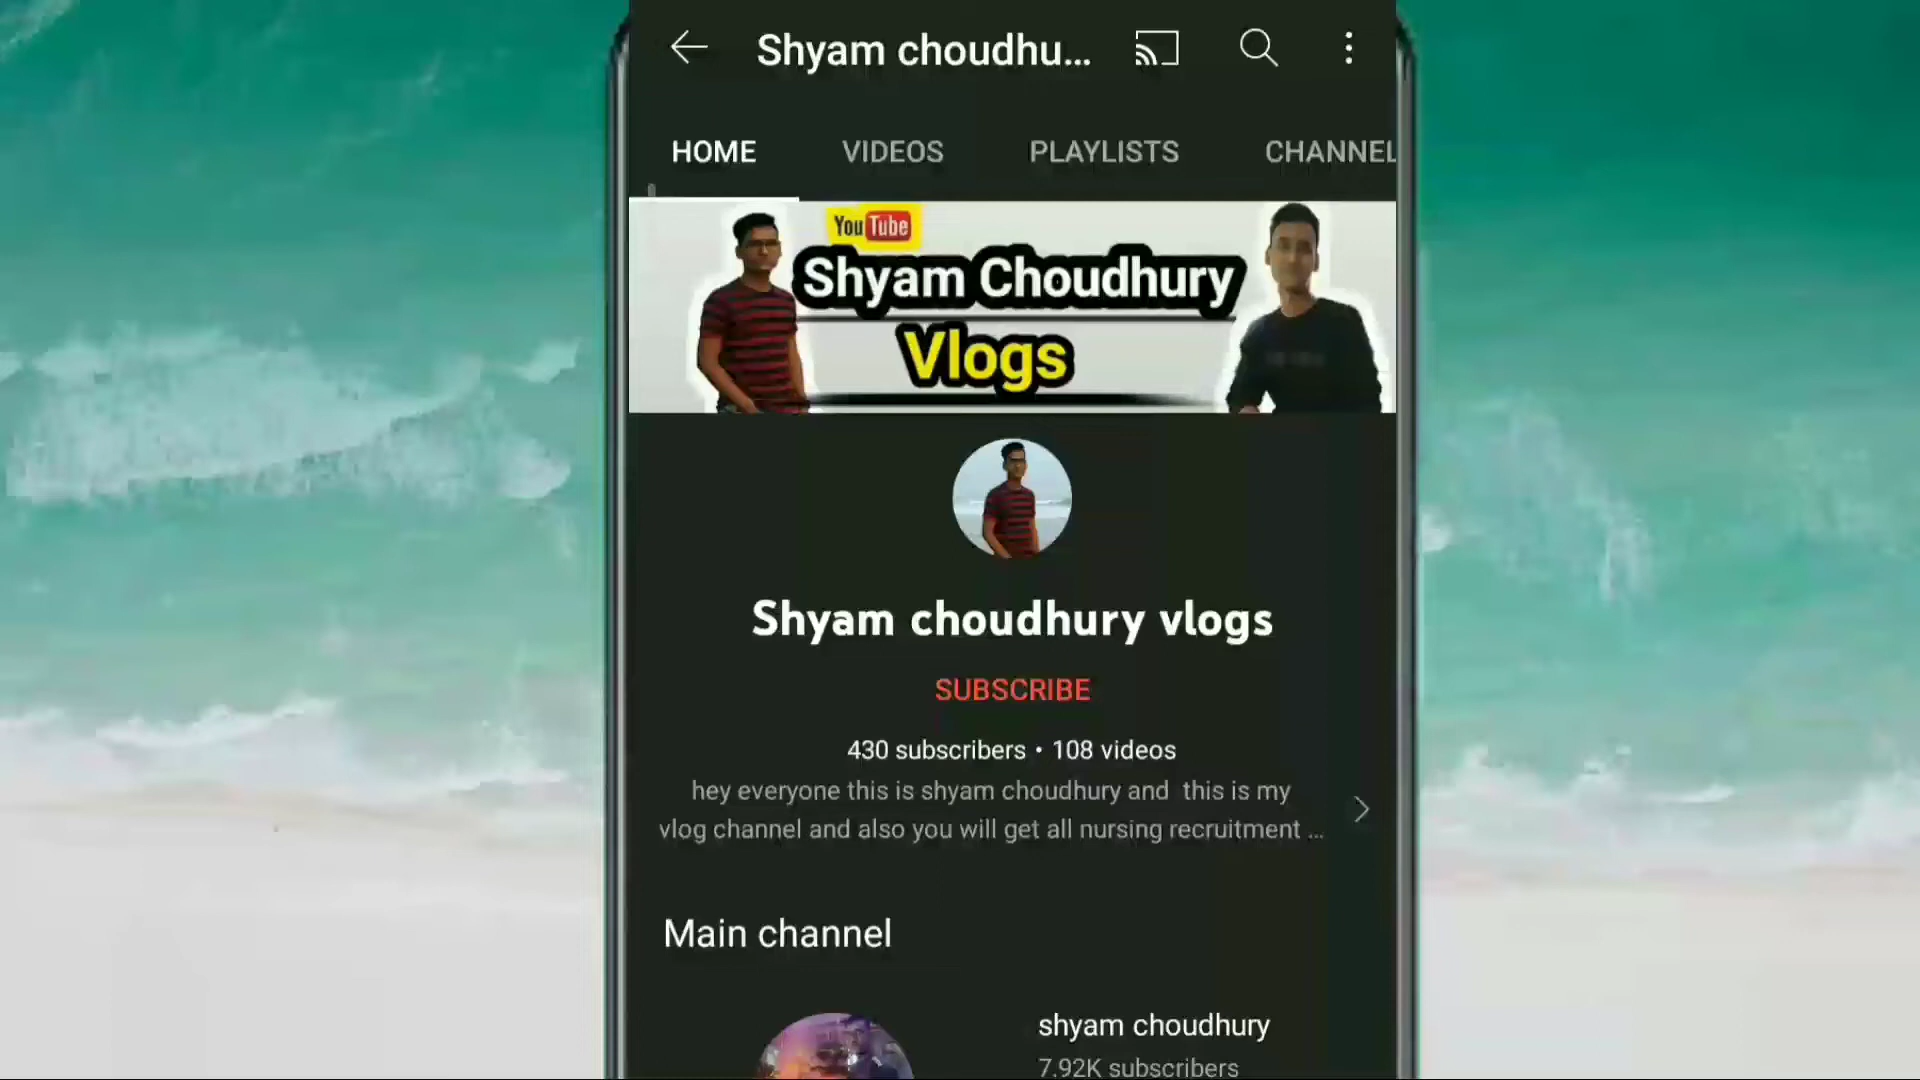 Shyam choudhu...
HOME VIDEOS PLAYLISTS CHANNEL
YouTube
Shyam Choudhury
Vlogs
Shyam choudhury vlogs
SUBSCRIBE
430 subscribers • 108 videos
hey everyone this is shyam choudhury and this is my
vlog channel and also you will get all nursing recruitment ...
Main channel
shyam choudhury
7.92K subscribers